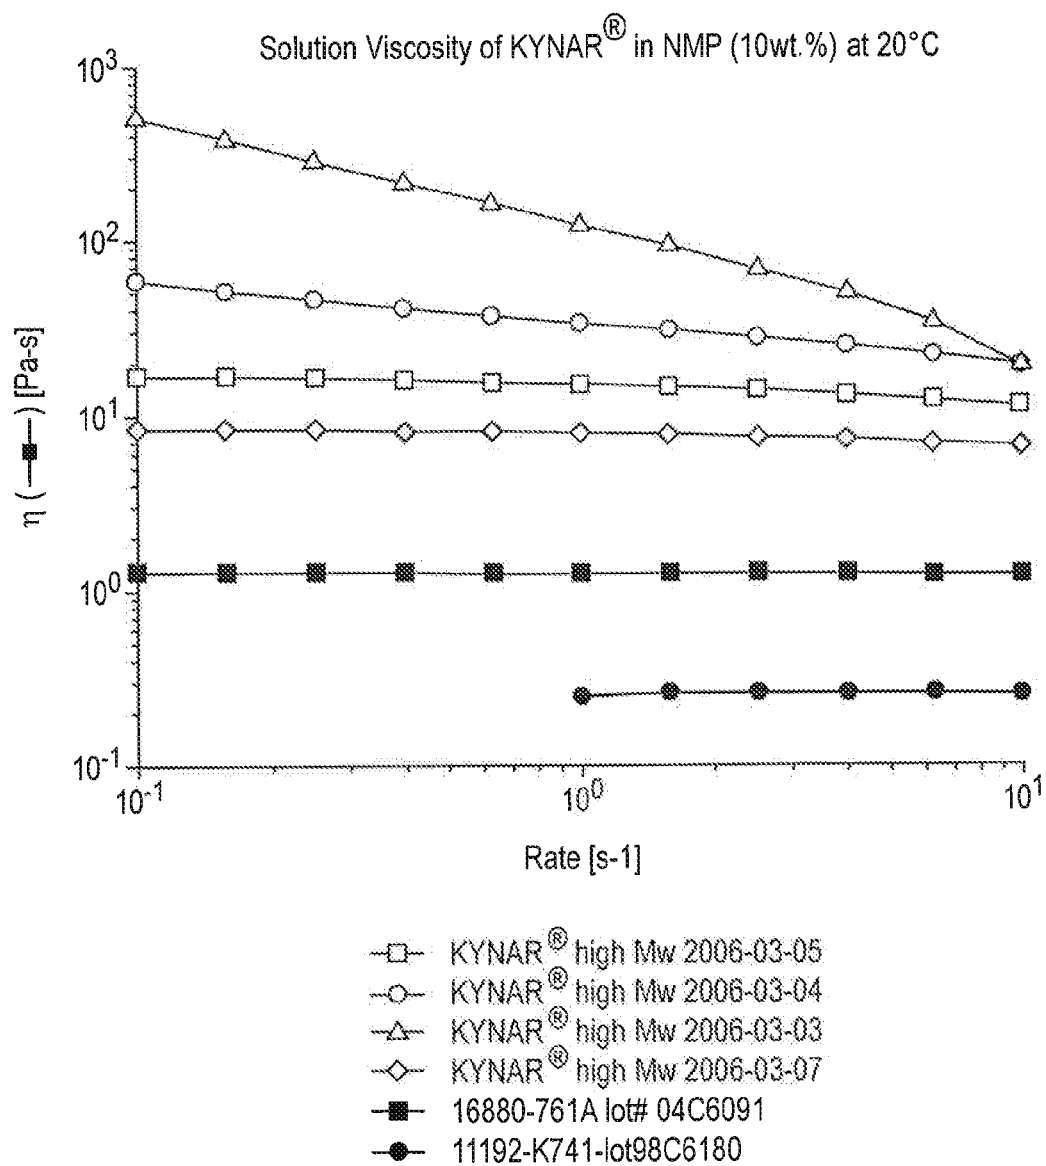 Solution Viscosity of KYNAR® in NMP (10wt.%) at 20°C
10³
10²
10¹
10⁰
10⁻¹
η (—■—) [Pa-s]
10⁻¹ 10⁰ 10¹
Rate [s-1]
KYNAR® high Mw 2006-03-05
KYNAR® high Mw 2006-03-04
KYNAR® high Mw 2006-03-03
KYNAR® high Mw 2006-03-07
16880-761A lot# 04C6091
11192-K741-lot98C6180